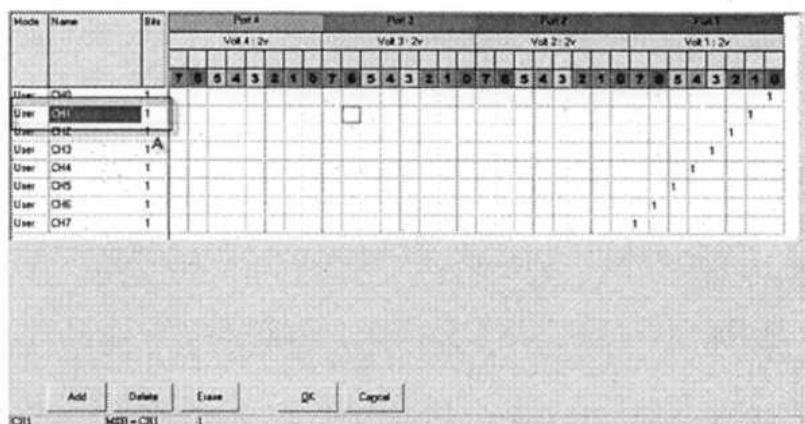 Mode Name Bits Port 4 Port 3 Port 2 Port 1
Volt 4 : 2v Volt 3 : 2v Volt 2 : 2v Volt 1 : 2v
7 6 5 4 3 2 1 0 7 6 5 4 3 2 1 0 7 6 5 4 3 2 1 0 7 6 5 4 3 2 1 0
User CH0 1 1
User CH1 1 1
User CH2 1 1
A
User CH3 1 1
User CH4 1 1
User CH5 1 1
User CH6 1 1
User CH7 1 1
Add Delete Erase OK Cancel
CH1 MSB = CH1 1